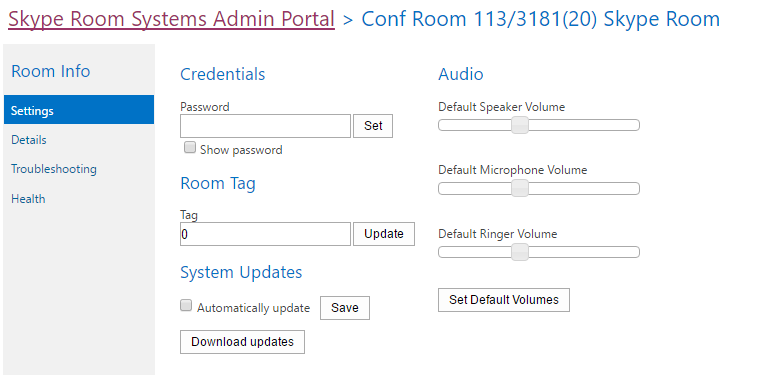 Skype Room Systems Admin Portal > Conf Room 113/3181(20) Skype Room
Room Info
Settings
Details
Troubleshooting
Health
Credentials
Password
Set
Show password
Room Tag
Tag
0
Update
System Updates
Automatically update
Save
Download updates
Audio
Default Speaker Volume
Default Microphone Volume
Default Ringer Volume
Set Default Volumes